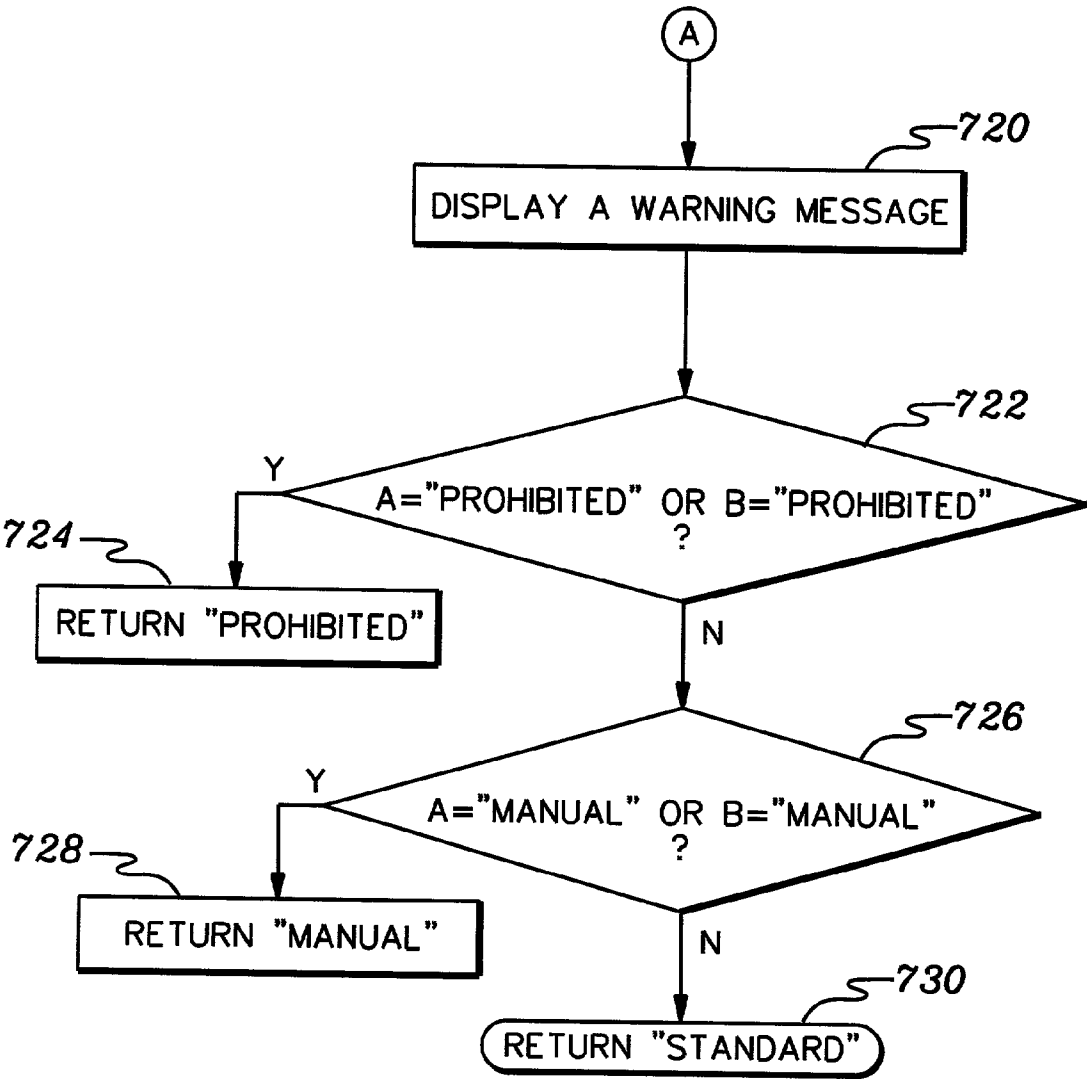 A
720
DISPLAY A WARNING MESSAGE
722
Y
A="PROHIBITED" OR B="PROHIBITED"
?
724
RETURN "PROHIBITED"
N
726
Y
A="MANUAL" OR B="MANUAL"
?
728
RETURN "MANUAL"
N
730
RETURN "STANDARD"